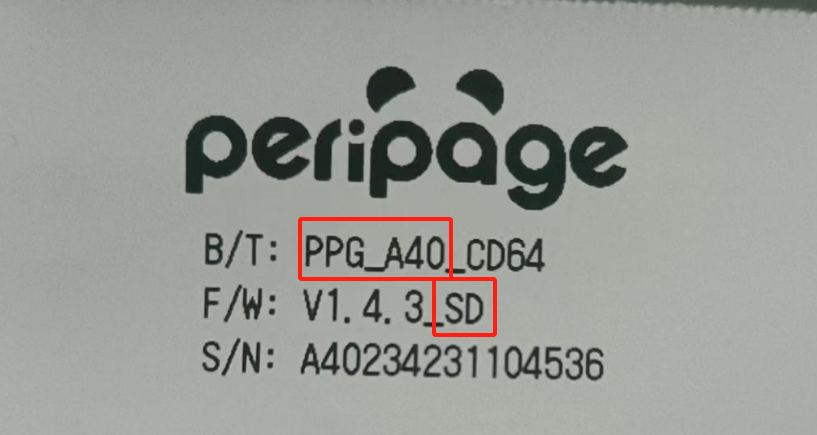 peripage
B/T: PPG_A40_CD64
F/W: V1.4.3_SD
S/N: A40234231104536